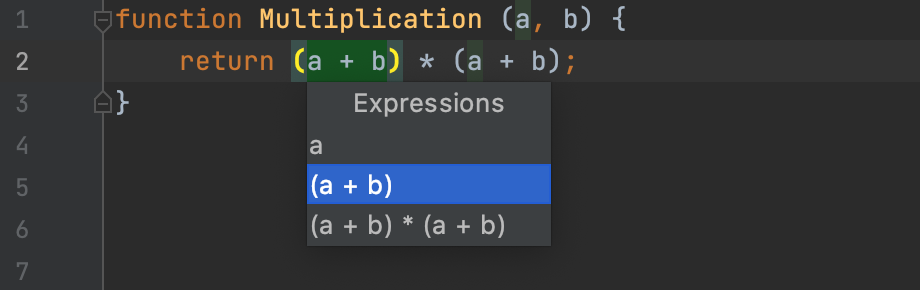 1 function Multiplication (a, b) {
2 return (a + b) * (a + b);
Expressions
3 }
4 a
5 (a + b)
6 (a + b) * (a + b)
7